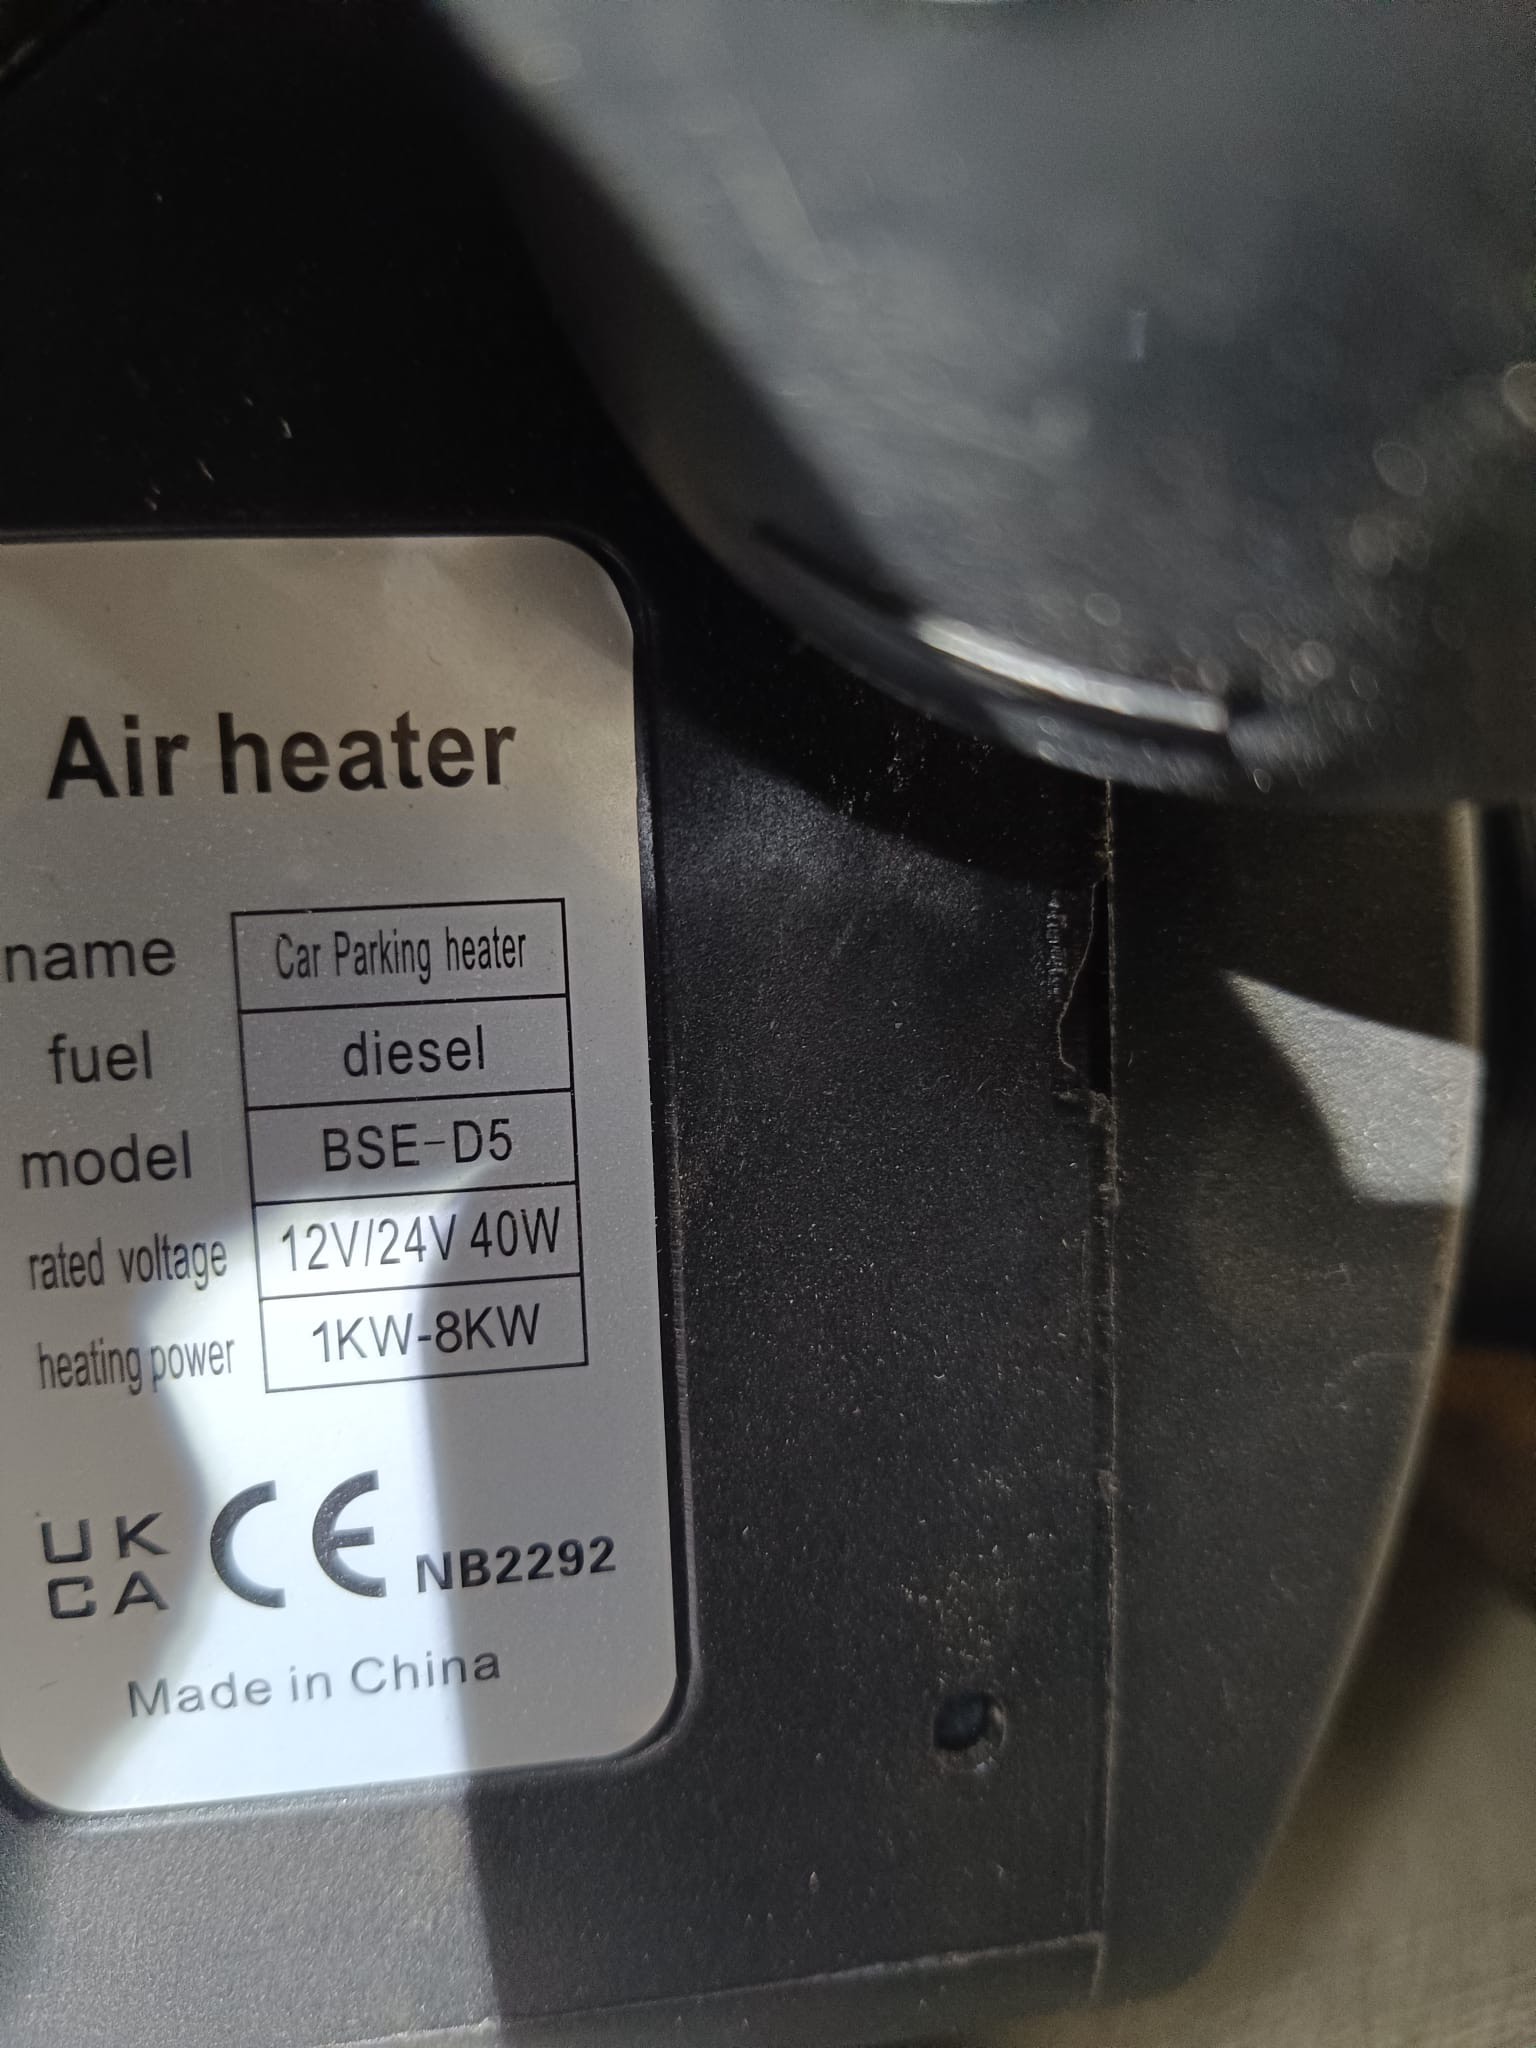 Air heater
name Car Parking heater
fuel diesel
model BSE-D5
rated voltage 12V/24V 40W
heating power 1KW-8KW
UK
CA CE NB2292
Made in China